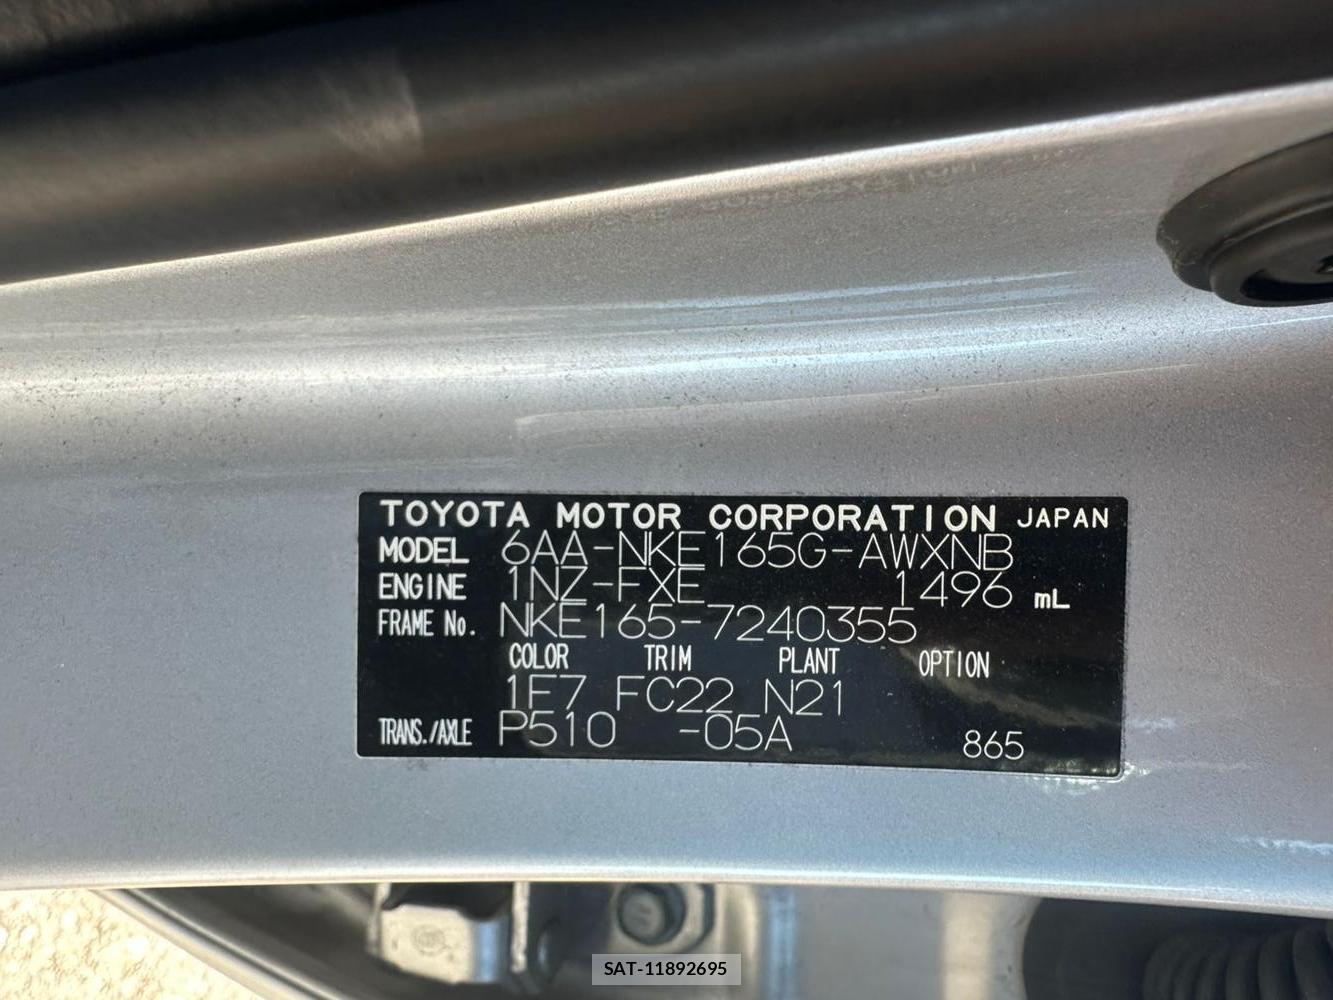 TOYOTA MOTOR CORPORATION JAPAN
MODEL 6AA-NKE165G-AWXNB
ENGINE 1NZ-FXE 1496 mL
FRAME No. NKE165-7240355
COLOR TRIM PLANT OPTION
1F7 FC22 N21
TRANS./AXLE P510 -05A 865
SAT-11892695